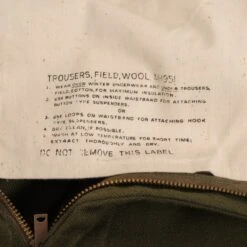 TROUSERS, FIELD, WOOL M-1951
1. WEAR OVER WINTER UNDERWEAR AND UNDER TROUSERS,
FIELD, COTTON, FOR MAXIMUM INSULATION.
2. USE BUTTONS ON INSIDE WAISTBAND FOR ATTACHING
BUTTON TYPE SUSPENDERS.
OR
3. USE LOOPS ON WAISTBAND FOR ATTACHING HOOK
TYPE SUSPENDERS.
4. DRY CLEAN, IF POSSIBLE.
5. WASH AT LOW TEMPERATURE FOR SHORT TIME;
EXTRACT THOROUGHLY AND DRY.
DO NOT REMOVE THIS LABEL